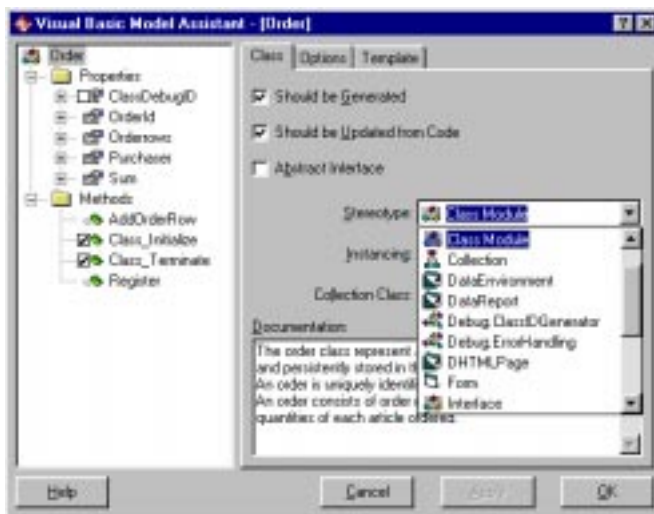 Visual Basic Model Assistant - [Order]
Order
Properties
ClassDebugID
OrderId
Orderrows
Purchaser
Sum
Methods
AddOrderRow
Class_Initialize
Class_Terminate
Register
Class Options Template
Should be Generated
Should be Updated from Code
Abstract Interface
Stereotype: Class Module
Class Module
Collection
DataEnvironment
DataReport
Debug.ClassIDGenerator
Debug.ErrorHandling
DHTMLPage
Form
Interface
Instancing:
Collection Class:
Documentation:
The order class represent
and persistently stored in
An order is uniquely
An order consists of order
quantities of each article ordered.
Help Cancel Apply OK